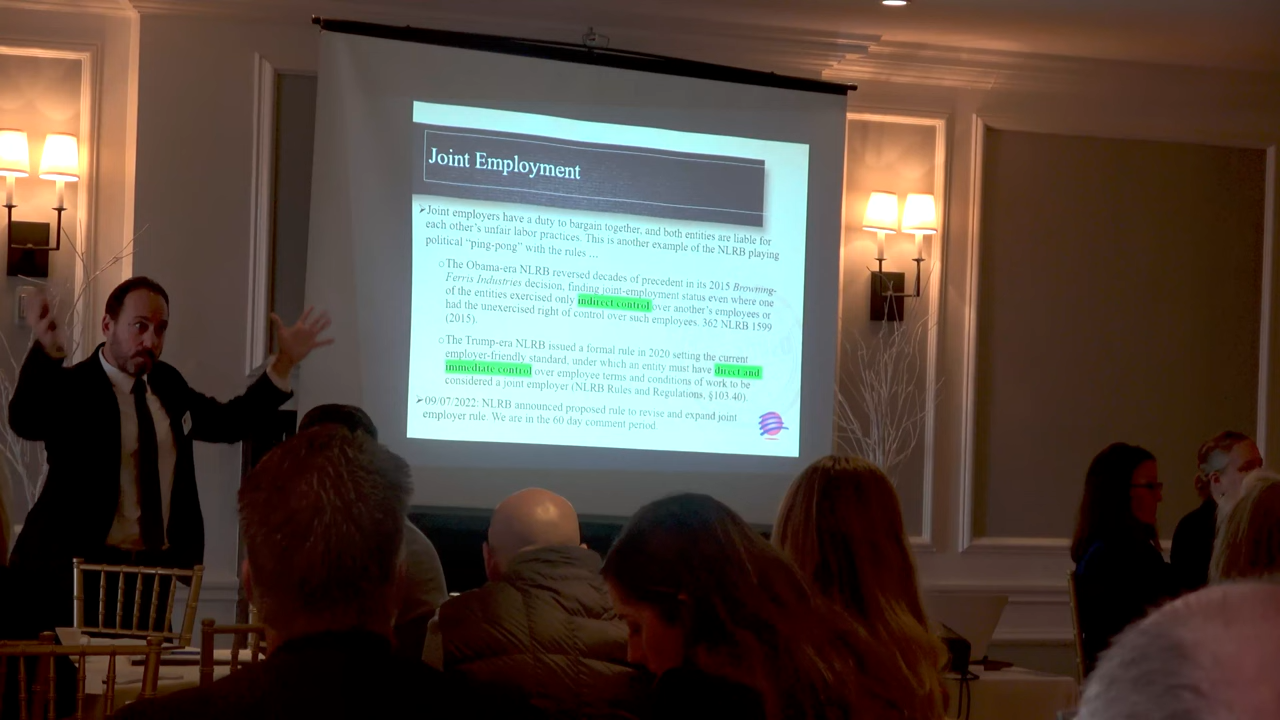 Joint Employment
➢Joint employers have a duty to bargain together, and both entities are liable for
each other's unfair labor practices. This is another example of the NLRB playing
political “ping-pong” with the rules …
○The Obama-era NLRB reversed decades of precedent in its 2015 Browning-
Ferris Industries decision, finding joint-employment status even where one
of the entities exercised only indirect control over another's employees or
had the unexercised right of control over such employees. 362 NLRB 1599
(2015).
○The Trump-era NLRB issued a formal rule in 2020 setting the current
employer-friendly standard, under which an entity must have direct and
immediate control over employee terms and conditions of work to be
considered a joint employer (NLRB Rules and Regulations, §103.40).
➢09/07/2022: NLRB announced proposed rule to revise and expand joint
employer rule. We are in the 60 day comment period